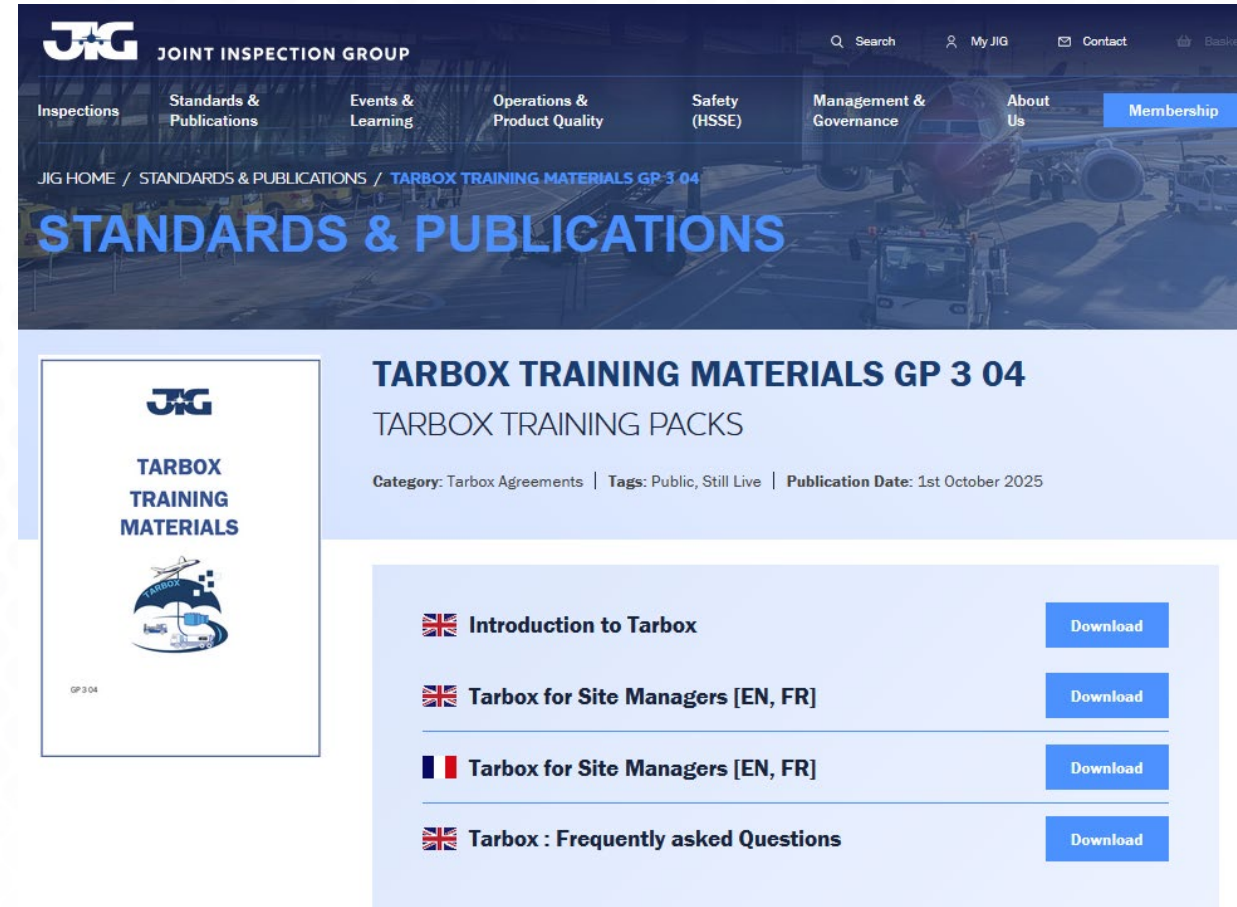 JIG JOINT INSPECTION GROUP
Search My JIG Contact
Inspections Standards & Publications Events & Learning Operations & Product Quality Safety (HSSE) Management & Governance About Us Membership
JIG HOME / STANDARDS & PUBLICATIONS / TARBOX TRAINING MATERIALS GP 3 04
STANDARDS & PUBLICATIONS
JIG
TARBOX
TRAINING
MATERIALS
TARBOX
GP 3 04
TARBOX TRAINING MATERIALS GP 3 04
TARBOX TRAINING PACKS
Category: Tarbox Agreements | Tags: Public, Still Live | Publication Date: 1st October 2025
Introduction to Tarbox Download
Tarbox for Site Managers [EN, FR] Download
Tarbox for Site Managers [EN, FR] Download
Tarbox : Frequently asked Questions Download